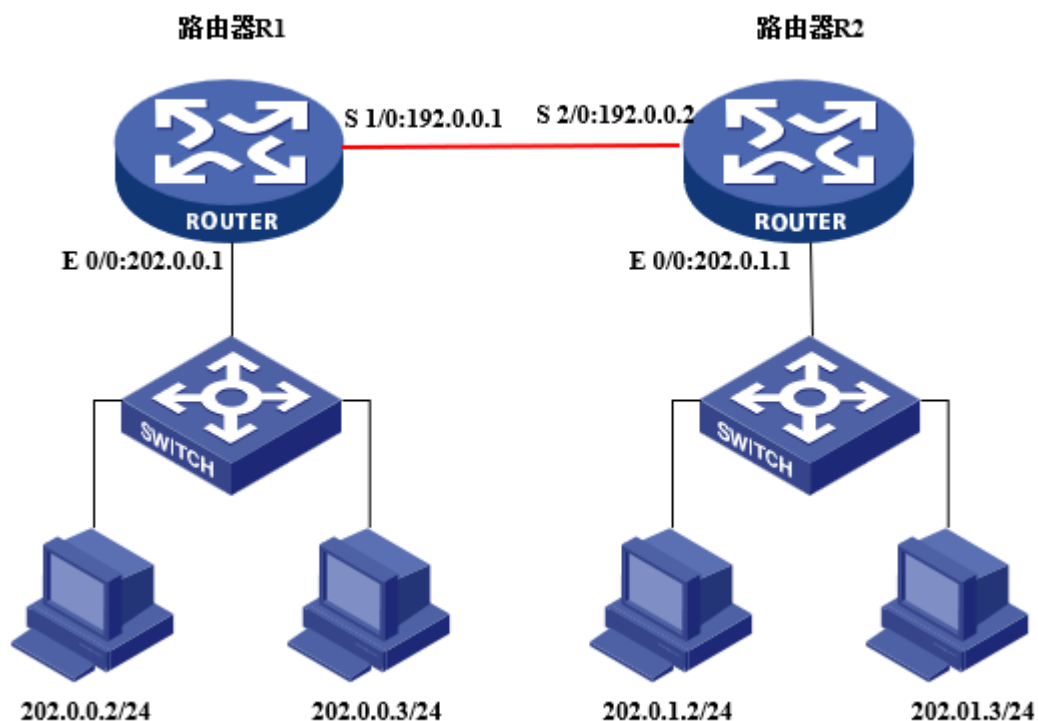 路由器R1
路由器R2
S 1/0:192.0.0.1
S 2/0:192.0.0.2
ROUTER
ROUTER
E 0/0:202.0.0.1
E 0/0:202.0.1.1
SWITCH
SWITCH
202.0.0.2/24
202.0.0.3/24
202.0.1.2/24
202.01.3/24